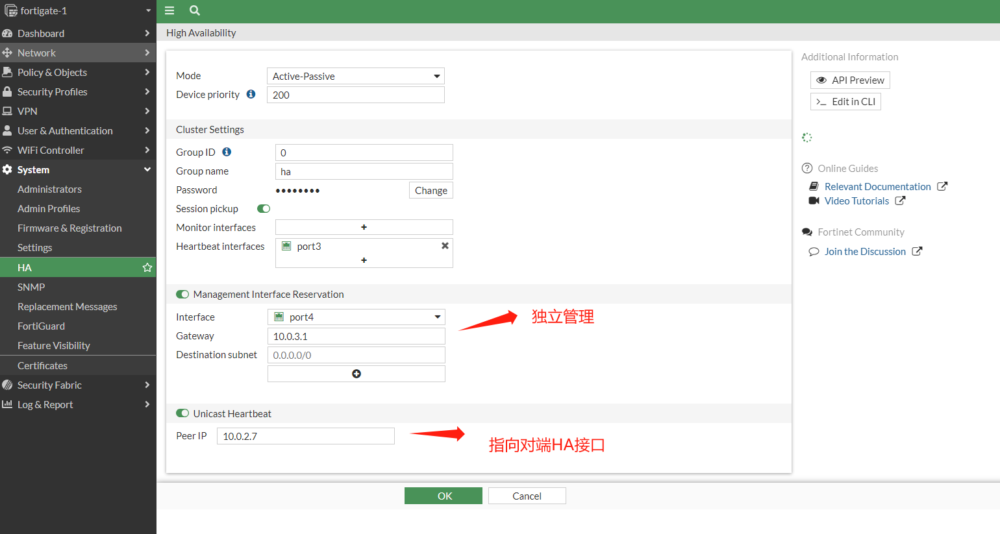 fortigate-1
Dashboard
Network
Policy & Objects
Security Profiles
VPN
User & Authentication
WiFi Controller
System
Administrators
Admin Profiles
Firmware & Registration
Settings
HA
SNMP
Replacement Messages
FortiGuard
Feature Visibility
Certificates
Security Fabric
Log & Report
High Availability
Mode Active-Passive
Device priority 200
Cluster Settings
Group ID 0
Group name ha
Password •••••••• Change
Session pickup
Monitor interfaces +
Heartbeat interfaces port3
+
Management Interface Reservation
Interface port4
Gateway 10.0.3.1
Destination subnet 0.0.0.0/0
独立管理
Unicast Heartbeat
Peer IP 10.0.2.7
指向对端HA接口
OK Cancel
Additional Information
API Preview
>_ Edit in CLI
Online Guides
Relevant Documentation
Video Tutorials
Fortinet Community
Join the Discussion